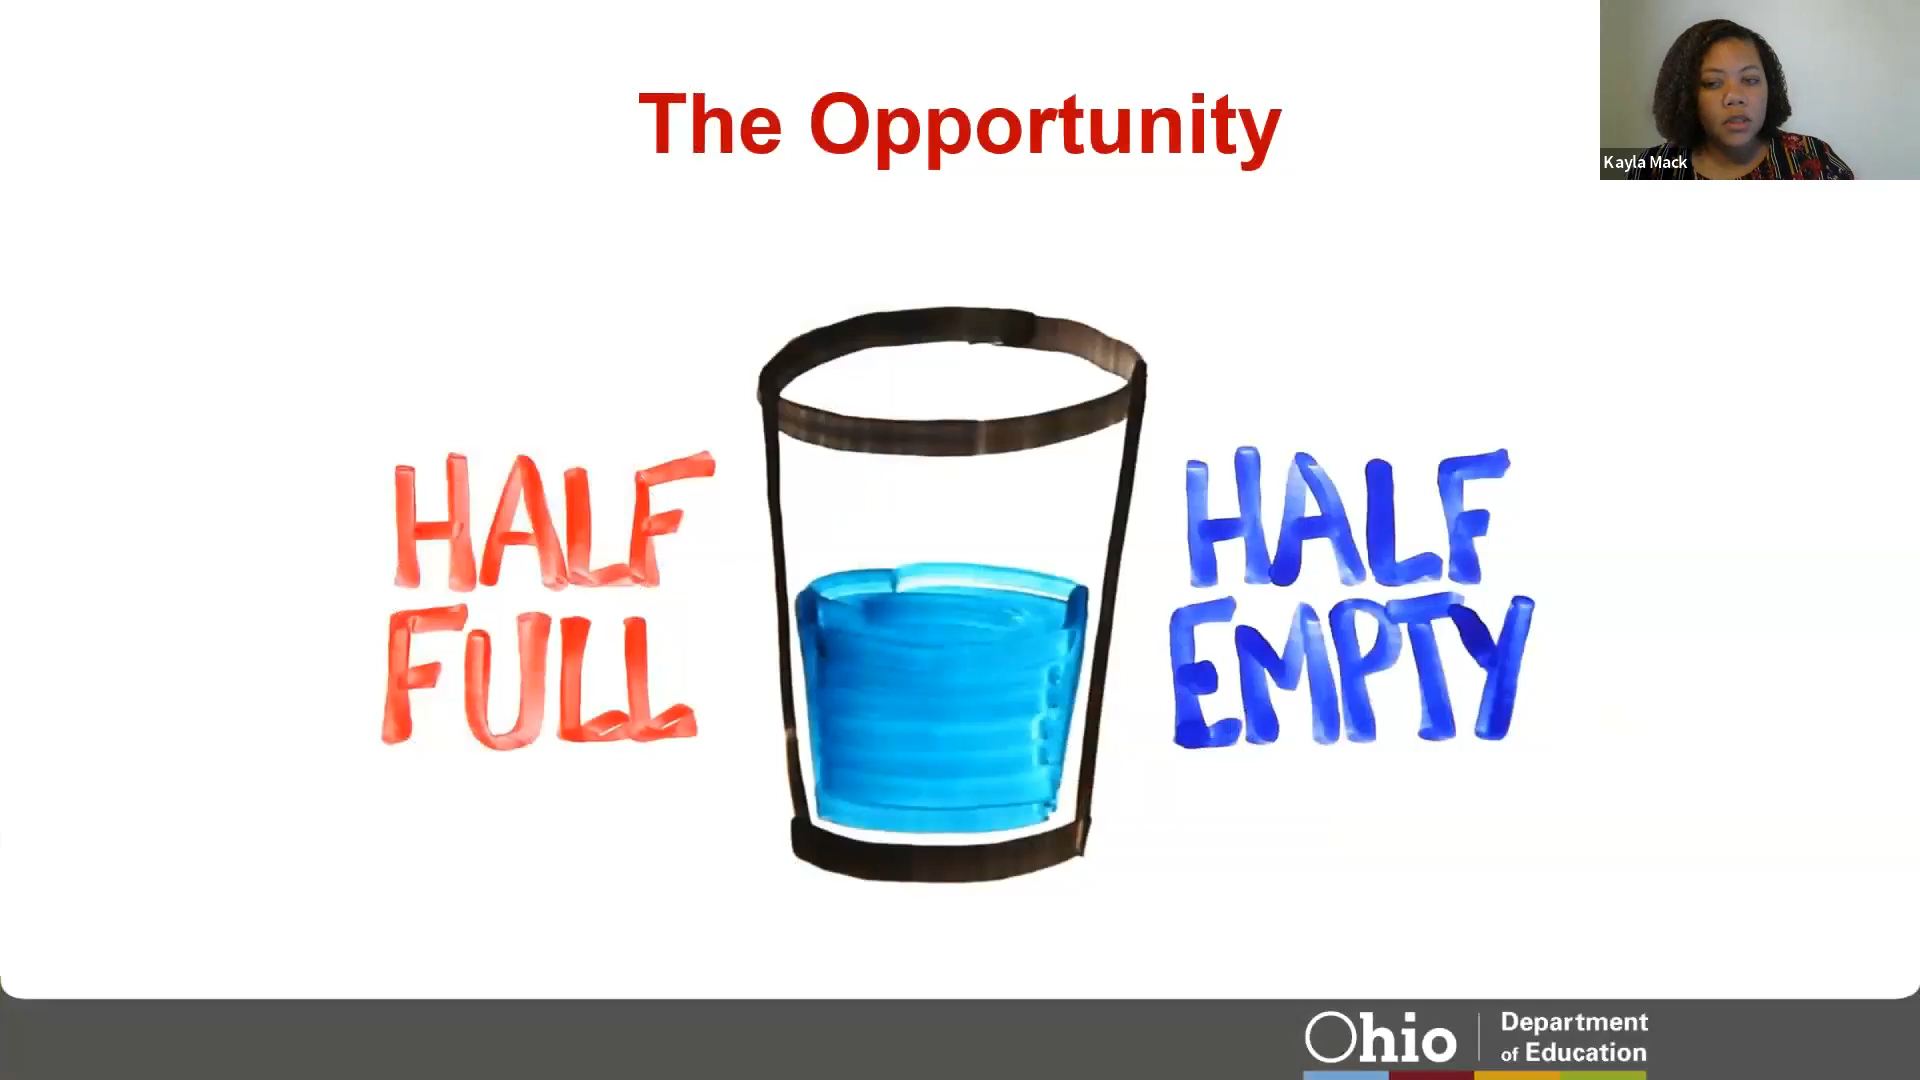 The Opportunity
Kayla Mack
HALF
FULL
HALF
EMPTY
Ohio
Department
of Education